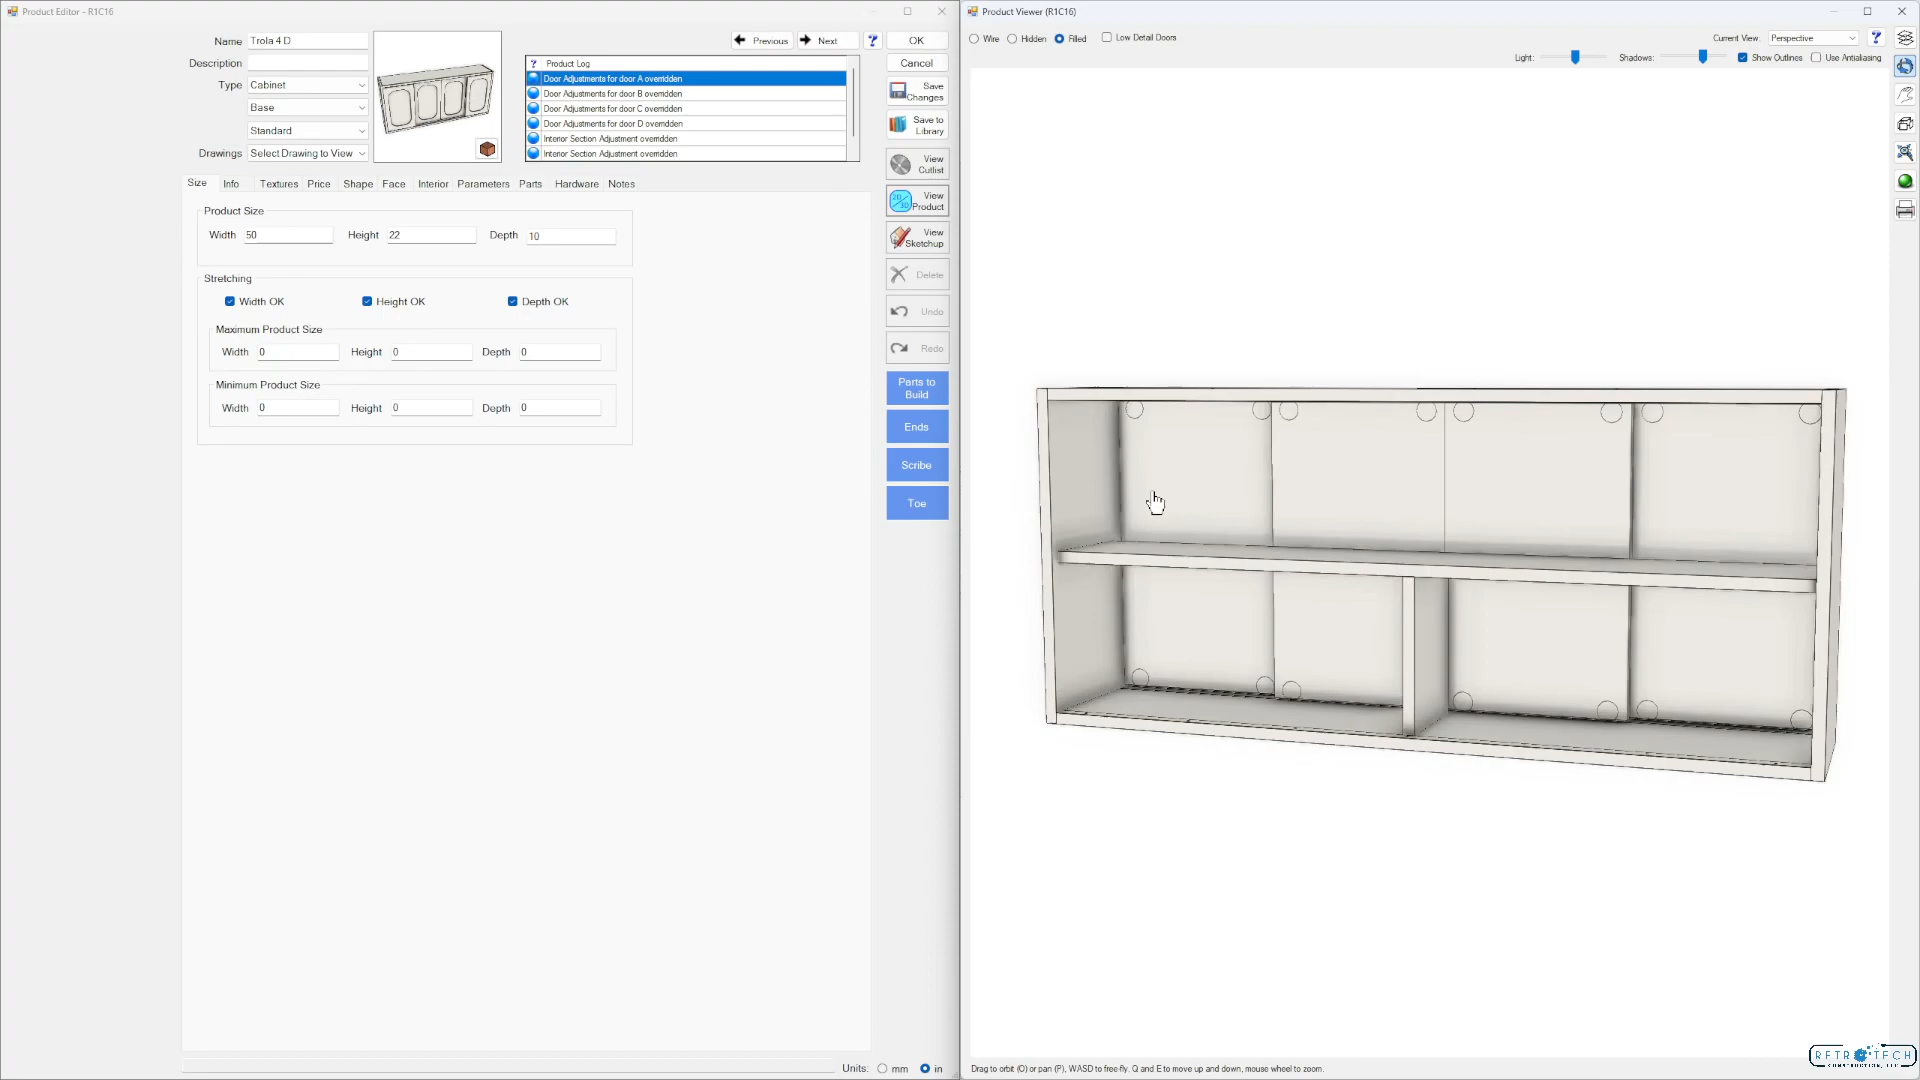 Product Editor - R1C16
Name Trola 4 D
Description
Type Cabinet
Base
Standard
Drawings Select Drawing to View
Previous Next ? OK
Cancel
? Product Log
Door Adjustments for door A overridden
Door Adjustments for door B overridden
Door Adjustments for door C overridden
Door Adjustments for door D overridden
Interior Section Adjustment overridden
Interior Section Adjustment overridden
Save Changes
Save to Library
View Cutlist
2D/3D View Product
View Sketchup
Delete
Undo
Redo
Parts to Build
Ends
Scribe
Toe
Size Info Textures Price Shape Face Interior Parameters Parts Hardware Notes
Product Size
Width 50 Height 22 Depth 10
Stretching
Width OK Height OK Depth OK
Maximum Product Size
Width 0 Height 0 Depth 0
Minimum Product Size
Width 0 Height 0 Depth 0
Units: mm in
Product Viewer (R1C16)
Wire Hidden Filled Low Detail Doors
Current View: Perspective ?
Light: Shadows: Show Outlines Use Antialiasing
Drag to orbit (O) or pan (P), WASD to free-fly. Q and E to move up and down, mouse wheel to zoom.
RETROTECH
CONSTRUCTION, LLC